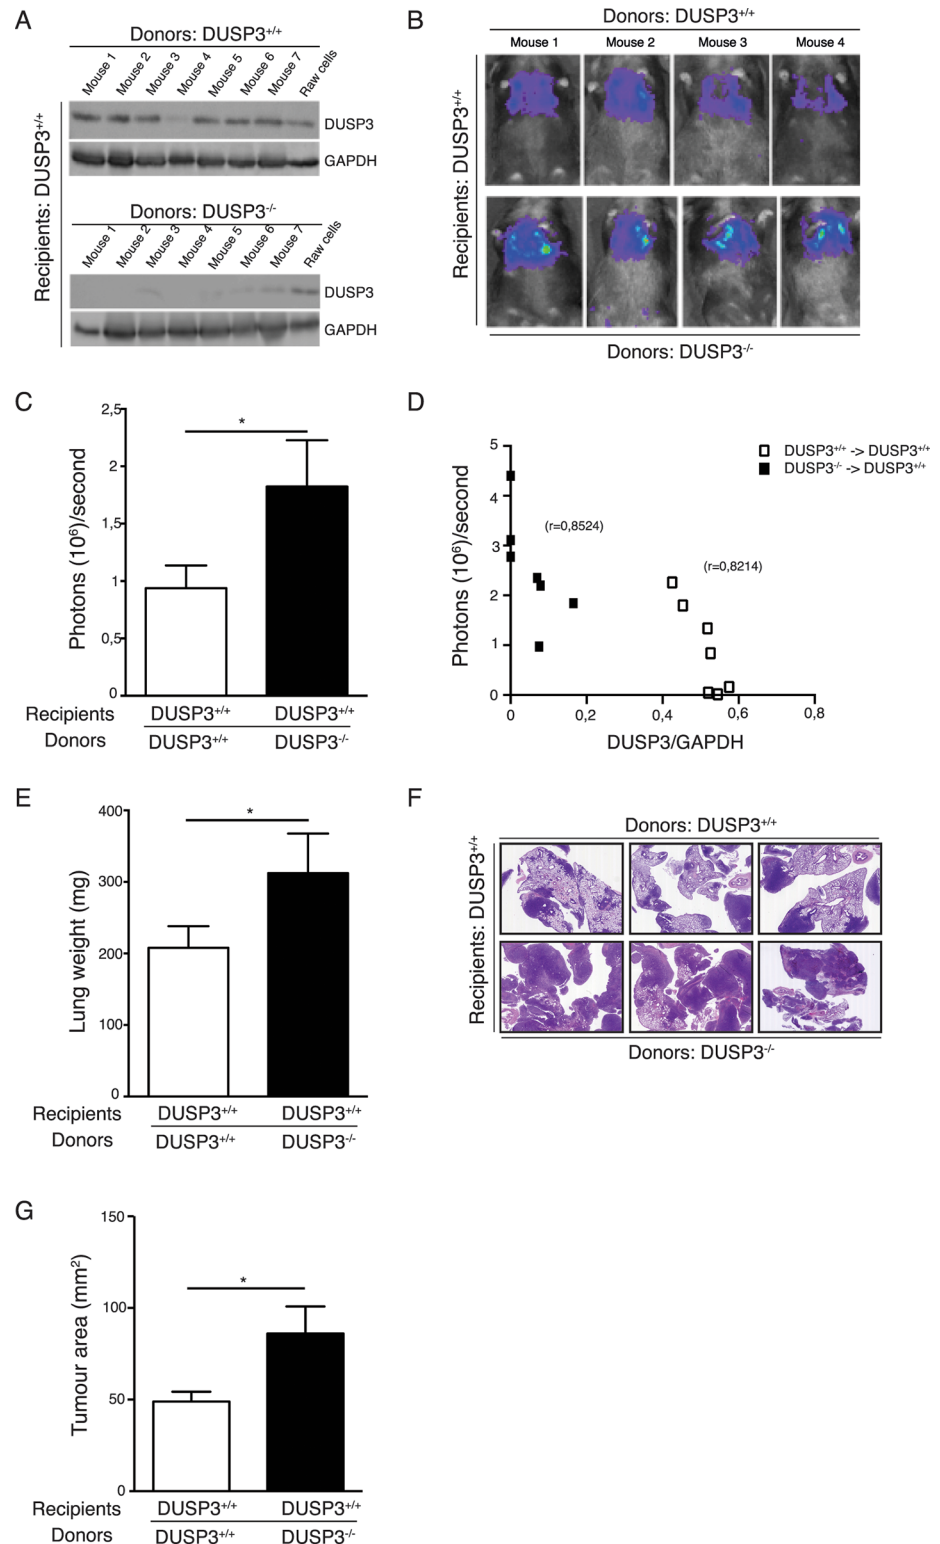 A
Donors: DUSP3+/+
Mouse 1
Mouse 2
Mouse 3
Mouse 4
Mouse 5
Mouse 6
Mouse 7
Raw cells
DUSP3
GAPDH
Donors: DUSP3-/-
Mouse 1
Mouse 2
Mouse 3
Mouse 4
Mouse 5
Mouse 6
Mouse 7
Raw cells
DUSP3
GAPDH
Recipients: DUSP3+/+
B
Donors: DUSP3+/+
Mouse 1 Mouse 2 Mouse 3 Mouse 4
Recipients: DUSP3+/+
Donors: DUSP3-/-
C
Photons (10⁶)/second
2,5
2
1,5
1
0,5
0
Recipients DUSP3+/+ DUSP3+/+
Donors DUSP3+/+ DUSP3-/-
*
D
Photons (10⁶)/second
5
4
3
2
1
0
0 0,2 0,4 0,6 0,8
DUSP3/GAPDH
(r=0,8524)
(r=0,8214)
DUSP3+/+ -> DUSP3+/+
DUSP3-/- -> DUSP3+/+
E
Lung weight (mg)
400
300
200
100
0
*
Recipients DUSP3+/+ DUSP3+/+
Donors DUSP3+/+ DUSP3-/-
F
Donors: DUSP3+/+
Recipients: DUSP3+/+
Donors: DUSP3-/-
G
Tumour area (mm²)
150
100
50
0
*
Recipients DUSP3+/+ DUSP3+/+
Donors DUSP3+/+ DUSP3-/-